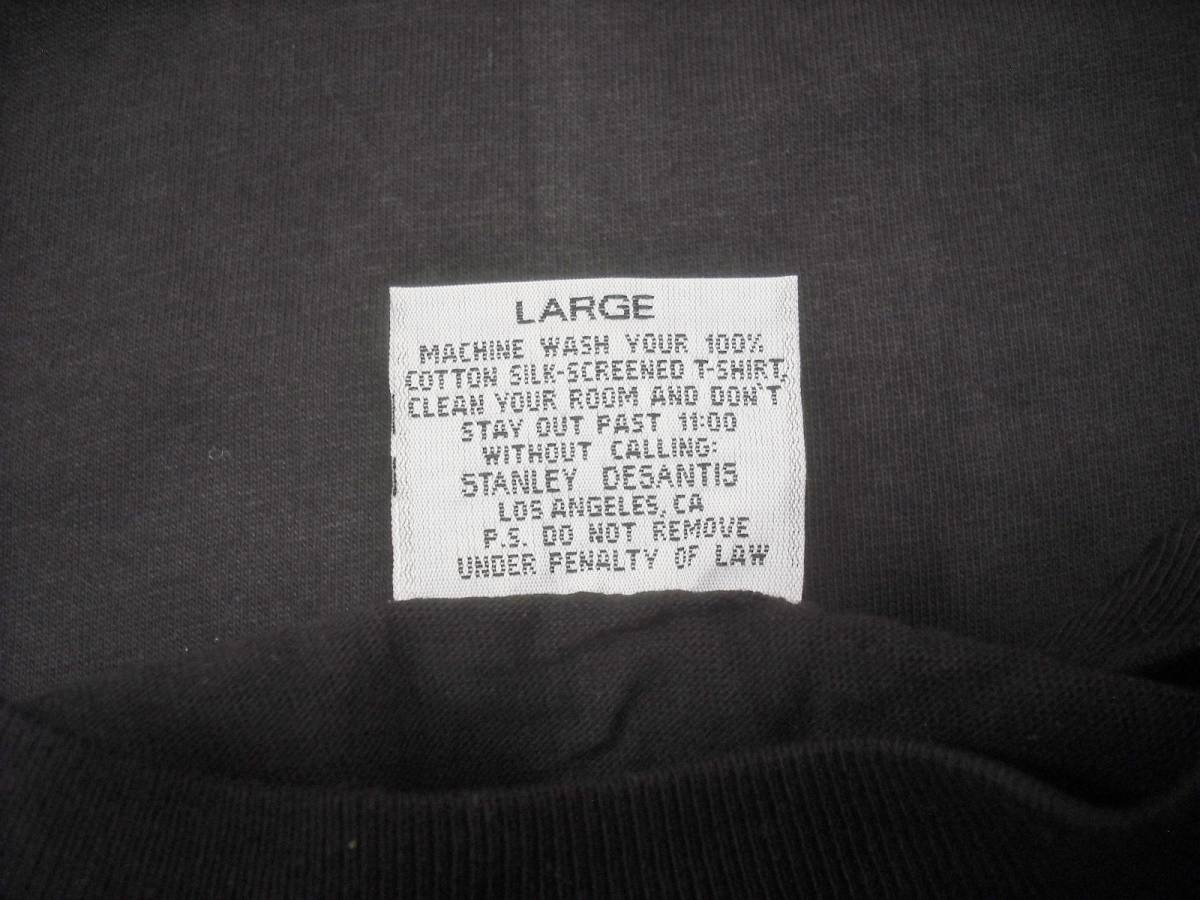 LARGE
MACHINE WASH YOUR 100%
COTTON SILK-SCREENED T-SHIRT,
CLEAN YOUR ROOM AND DON'T
STAY OUT PAST 11:00
WITHOUT CALLING:
STANLEY DESANTIS
LOS ANGELES, CA
P.S. DO NOT REMOVE
UNDER PENALTY OF LAW